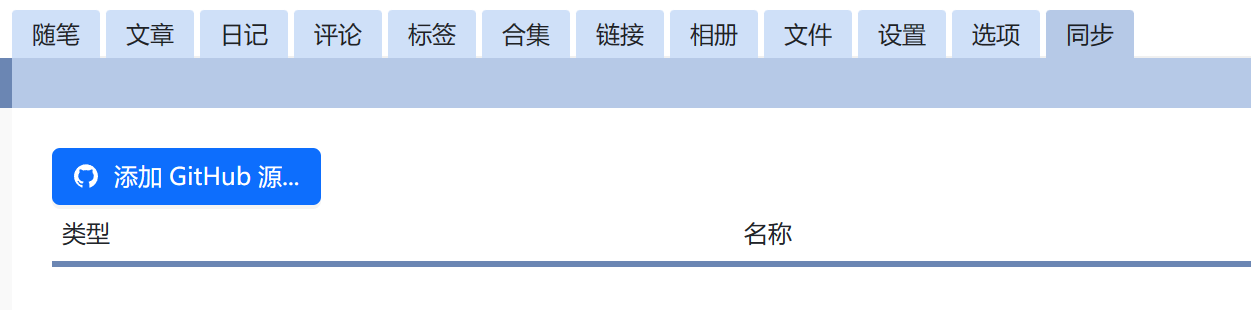 随笔 文章 日记 评论 标签 合集 链接 相册 文件 设置 选项 同步
添加 GitHub 源...
类型 名称